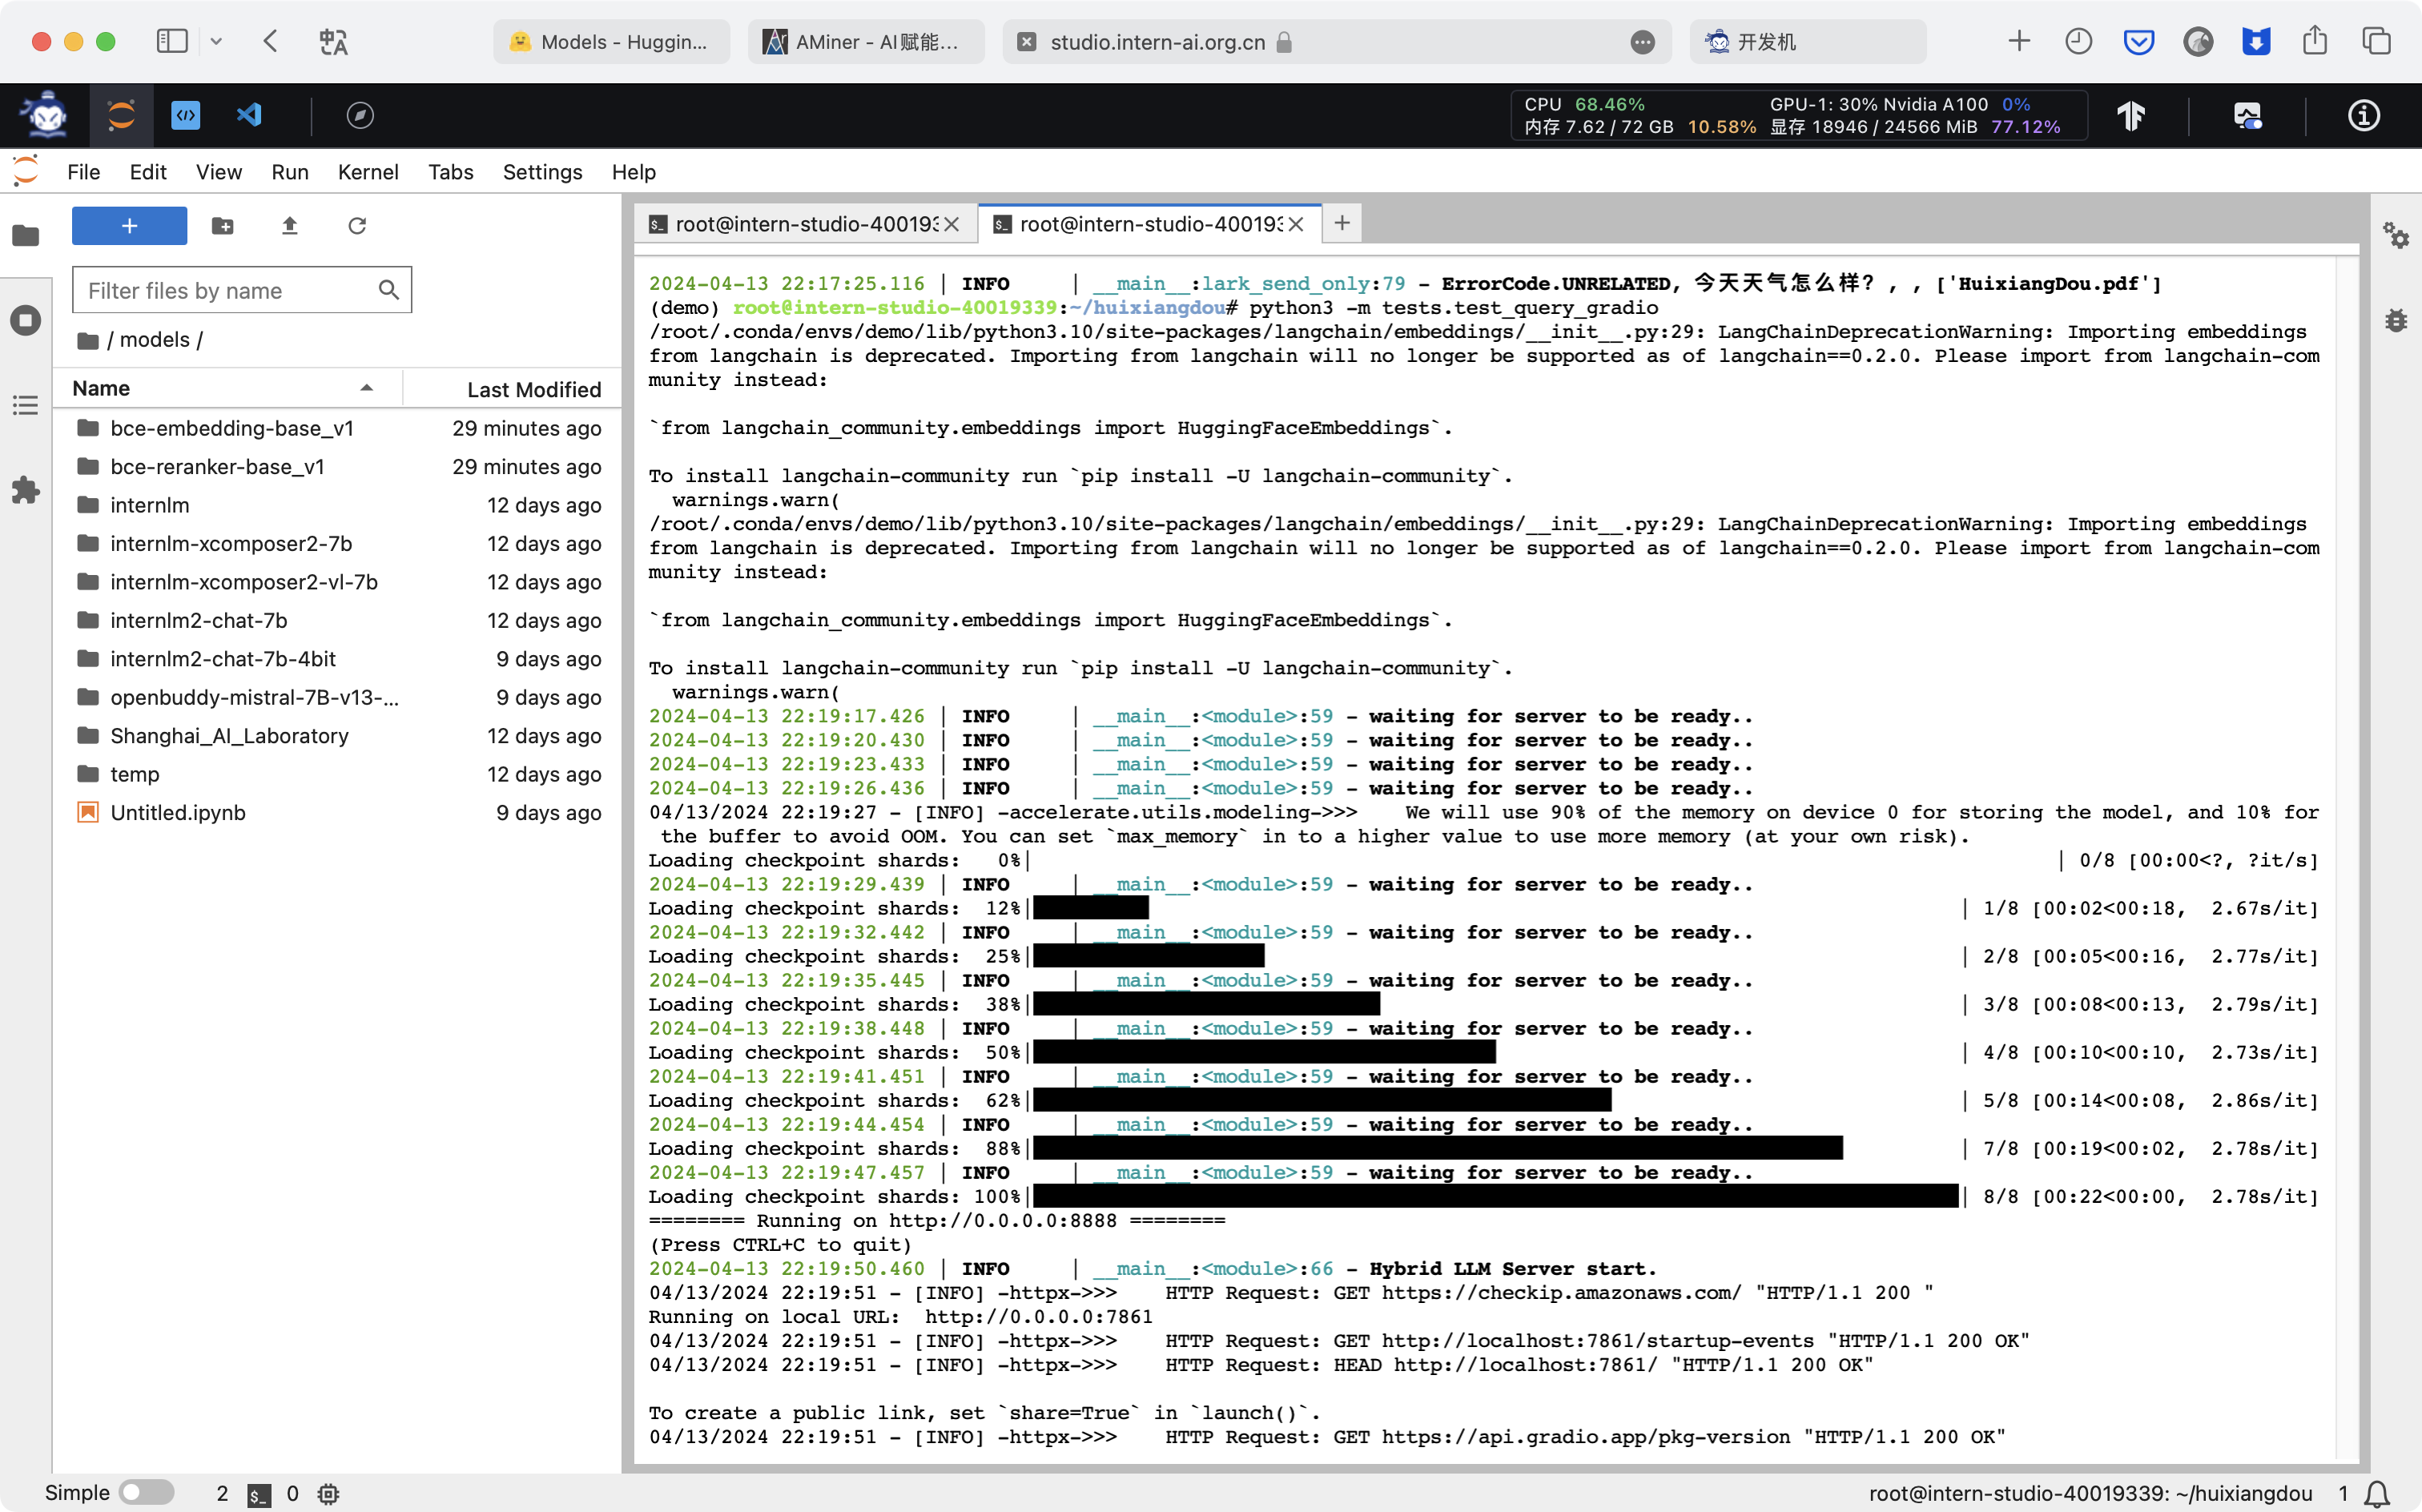 Models - Huggin...
AMiner - AI赋能...
studio.intern-ai.org.cn
开发机
CPU 68.46% GPU-1: 30% Nvidia A100 0%
内存 7.62 / 72 GB 10.58% 显存 18946 / 24566 MiB 77.12%
File Edit View Run Kernel Tabs Settings Help
Filter files by name
/ models /
Name Last Modified
bce-embedding-base_v1 29 minutes ago
bce-reranker-base_v1 29 minutes ago
internlm 12 days ago
internlm-xcomposer2-7b 12 days ago
internlm-xcomposer2-vl-7b 12 days ago
internlm2-chat-7b 12 days ago
internlm2-chat-7b-4bit 9 days ago
openbuddy-mistral-7B-v13-... 9 days ago
Shanghai_AI_Laboratory 12 days ago
temp 12 days ago
Untitled.ipynb 9 days ago
root@intern-studio-400193
root@intern-studio-400193
2024-04-13 22:17:25.116 | INFO | __main__:lark_send_only:79 - ErrorCode.UNRELATED, 今天天气怎么样? , , ['HuixiangDou.pdf']
(demo) root@intern-studio-40019339:~/huixiangdou# python3 -m tests.test_query_gradio
/root/.conda/envs/demo/lib/python3.10/site-packages/langchain/embeddings/__init__.py:29: LangChainDeprecationWarning: Importing embeddings
from langchain is deprecated. Importing from langchain will no longer be supported as of langchain==0.2.0. Please import from langchain-com
munity instead:
`from langchain_community.embeddings import HuggingFaceEmbeddings`.
To install langchain-community run `pip install -U langchain-community`.
warnings.warn(
/root/.conda/envs/demo/lib/python3.10/site-packages/langchain/embeddings/__init__.py:29: LangChainDeprecationWarning: Importing embeddings
from langchain is deprecated. Importing from langchain will no longer be supported as of langchain==0.2.0. Please import from langchain-com
munity instead:
`from langchain_community.embeddings import HuggingFaceEmbeddings`.
To install langchain-community run `pip install -U langchain-community`.
warnings.warn(
2024-04-13 22:19:17.426 | INFO | __main__:<module>:59 - waiting for server to be ready..
2024-04-13 22:19:20.430 | INFO | __main__:<module>:59 - waiting for server to be ready..
2024-04-13 22:19:23.433 | INFO | __main__:<module>:59 - waiting for server to be ready..
2024-04-13 22:19:26.436 | INFO | __main__:<module>:59 - waiting for server to be ready..
04/13/2024 22:19:27 - [INFO] -accelerate.utils.modeling->>> We will use 90% of the memory on device 0 for storing the model, and 10% for
the buffer to avoid OOM. You can set `max_memory` in to a higher value to use more memory (at your own risk).
Loading checkpoint shards: 0%| | 0/8 [00:00<?, ?it/s]
2024-04-13 22:19:29.439 | INFO | __main__:<module>:59 - waiting for server to be ready..
Loading checkpoint shards: 12%| | 1/8 [00:02<00:18, 2.67s/it]
2024-04-13 22:19:32.442 | INFO | __main__:<module>:59 - waiting for server to be ready..
Loading checkpoint shards: 25%| | 2/8 [00:05<00:16, 2.77s/it]
2024-04-13 22:19:35.445 | INFO | __main__:<module>:59 - waiting for server to be ready..
Loading checkpoint shards: 38%| | 3/8 [00:08<00:13, 2.79s/it]
2024-04-13 22:19:38.448 | INFO | __main__:<module>:59 - waiting for server to be ready..
Loading checkpoint shards: 50%| | 4/8 [00:10<00:10, 2.73s/it]
2024-04-13 22:19:41.451 | INFO | __main__:<module>:59 - waiting for server to be ready..
Loading checkpoint shards: 62%| | 5/8 [00:14<00:08, 2.86s/it]
2024-04-13 22:19:44.454 | INFO | __main__:<module>:59 - waiting for server to be ready..
Loading checkpoint shards: 88%| | 7/8 [00:19<00:02, 2.78s/it]
2024-04-13 22:19:47.457 | INFO | __main__:<module>:59 - waiting for server to be ready..
Loading checkpoint shards: 100%| | 8/8 [00:22<00:00, 2.78s/it]
======== Running on http://0.0.0.0:8888 ========
(Press CTRL+C to quit)
2024-04-13 22:19:50.460 | INFO | __main__:<module>:66 - Hybrid LLM Server start.
04/13/2024 22:19:51 - [INFO] -httpx->>> HTTP Request: GET https://checkip.amazonaws.com/ "HTTP/1.1 200 "
Running on local URL: http://0.0.0.0:7861
04/13/2024 22:19:51 - [INFO] -httpx->>> HTTP Request: GET http://localhost:7861/startup-events "HTTP/1.1 200 OK"
04/13/2024 22:19:51 - [INFO] -httpx->>> HTTP Request: HEAD http://localhost:7861/ "HTTP/1.1 200 OK"
To create a public link, set `share=True` in `launch()`.
04/13/2024 22:19:51 - [INFO] -httpx->>> HTTP Request: GET https://api.gradio.app/pkg-version "HTTP/1.1 200 OK"
Simple 2 0 root@intern-studio-40019339: ~/huixiangdou 1